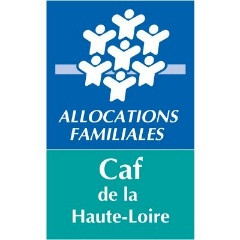 ALLOCATIONS
FAMILIALES
Caf
de la
Haute-Loire